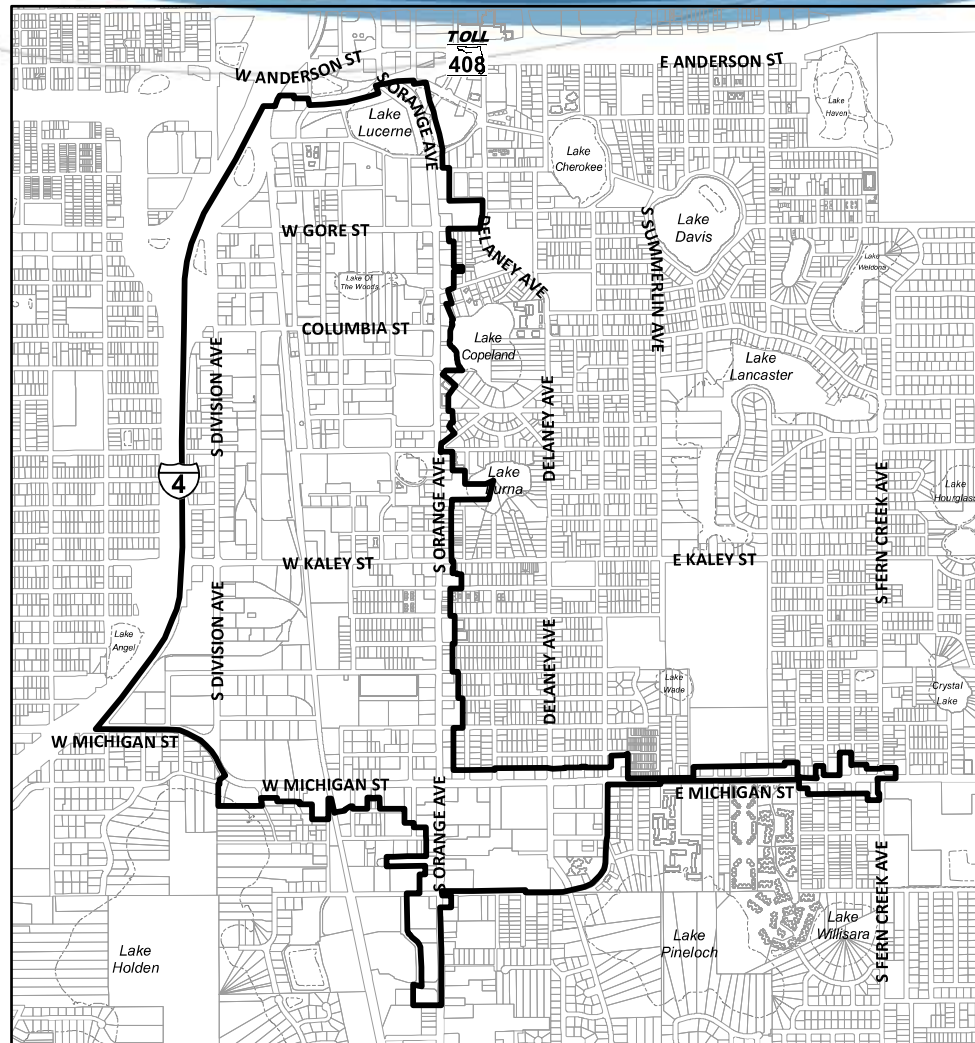 TOLL
408
W ANDERSON ST
E ANDERSON ST
S ORANGE AVE
Lake
Lucerne
Lake
Haven
Lake
Cherokee
Lake
Davis
S SUMMERLIN AVE
W GORE ST
DELANEY AVE
Lake
Weldona
Lake Of
The Woods
COLUMBIA ST
Lake
Copeland
Lake
Lancaster
S DIVISION AVE
DELANEY AVE
4
S ORANGE AVE
Lake
S FERN CREEK AVE
Lake
Hourglass
W KALEY ST
E KALEY ST
S DIVISION AVE
Lake
Angel
DELANEY AVE
Lake
Wade
Crystal
Lake
W MICHIGAN ST
W MICHIGAN ST
S ORANGE AVE
E MICHIGAN ST
S FERN CREEK AVE
Lake
Holden
Lake
Pineloch
Lake
Willisara